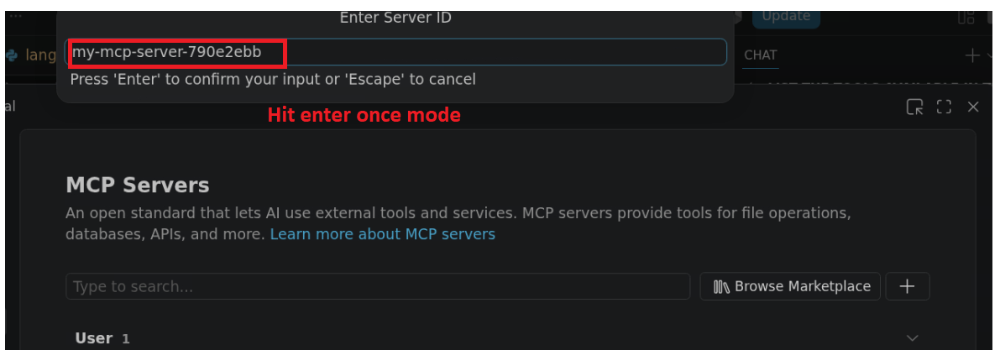 Enter Server ID
Update
my-mcp-server-790e2ebb
lang
CHAT
Press 'Enter' to confirm your input or 'Escape' to cancel
al
Hit enter once mode
MCP Servers
An open standard that lets AI use external tools and services. MCP servers provide tools for file operations,
databases, APIs, and more. Learn more about MCP servers
Type to search...
Browse Marketplace
User 1